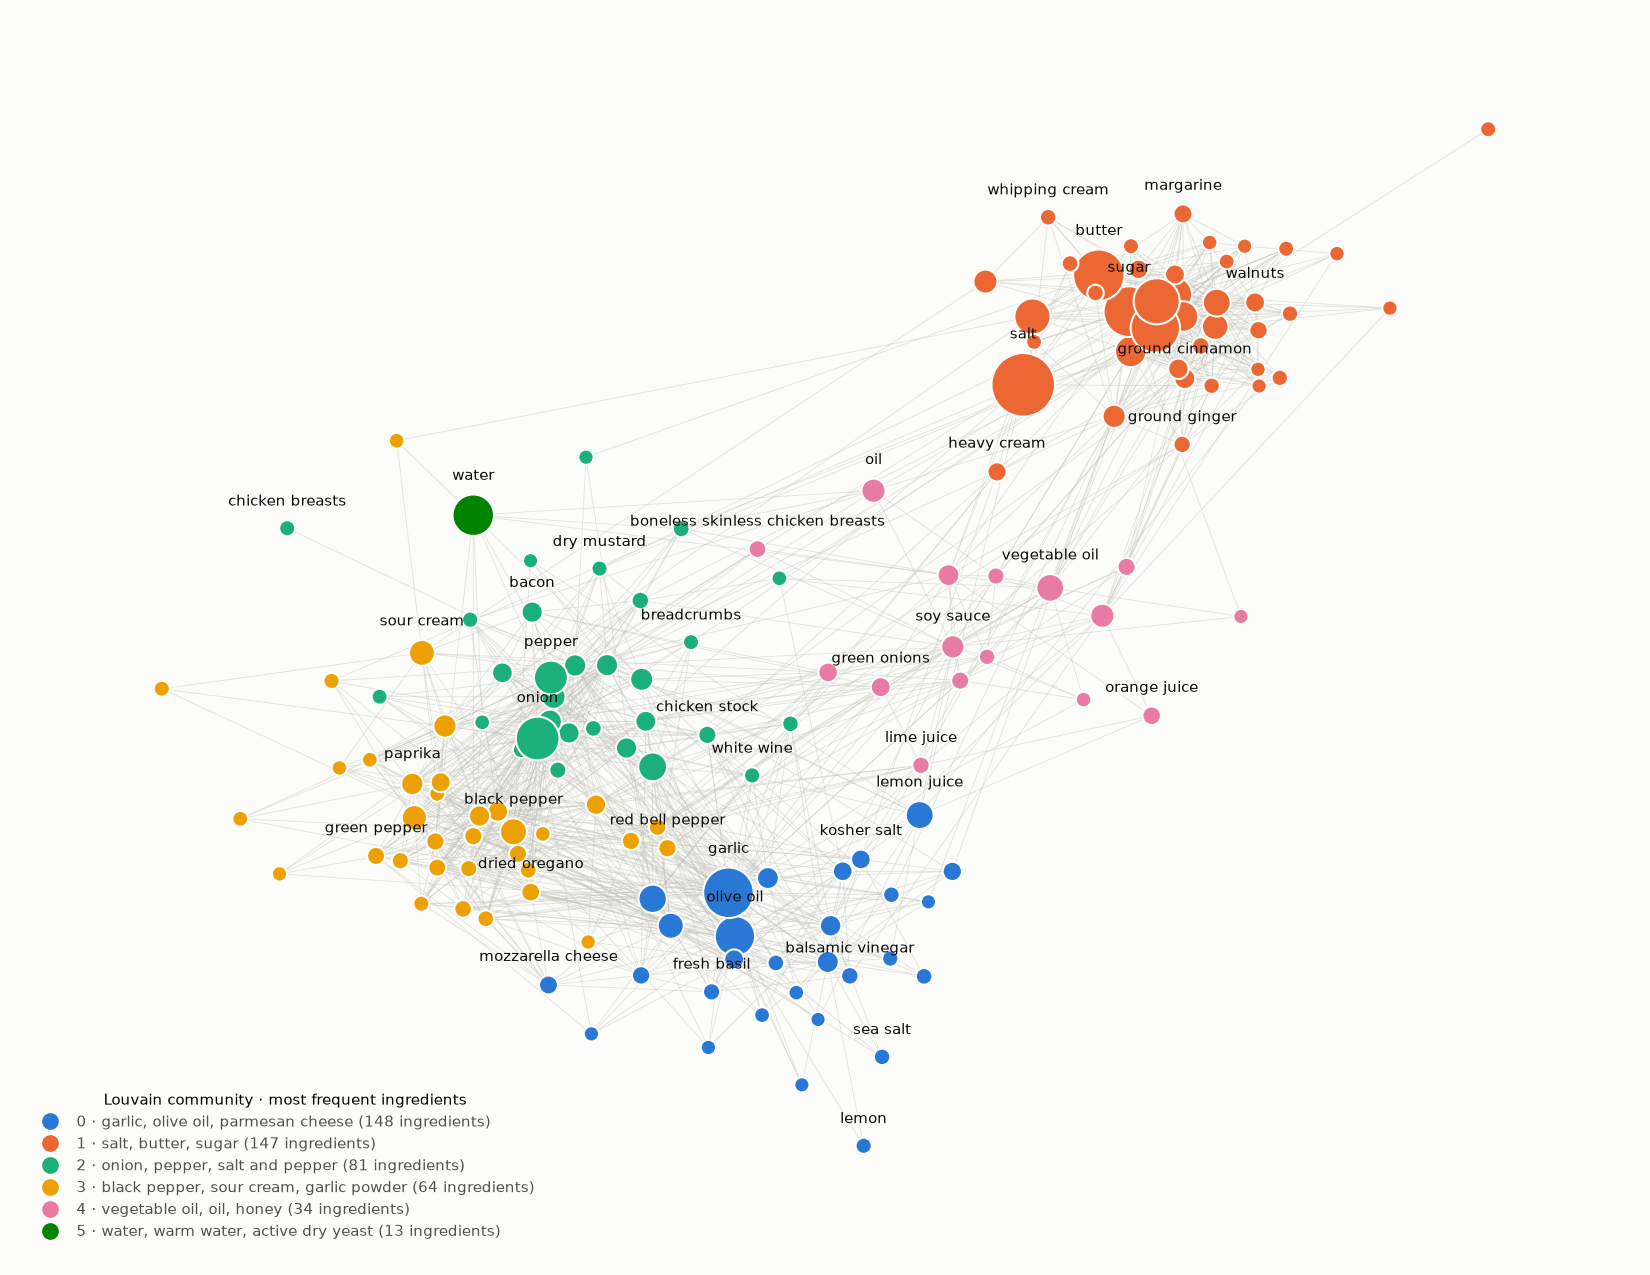 whipping cream
margarine
butter
sugar
walnuts
salt
ground cinnamon
ground ginger
heavy cream
oil
water
chicken breasts
boneless skinless chicken breasts
dry mustard
vegetable oil
bacon
breadcrumbs
soy sauce
sour cream
pepper
green onions
orange juice
onion
chicken stock
lime juice
white wine
paprika
lemon juice
black pepper
red bell pepper
green pepper
kosher salt
garlic
dried oregano
olive oil
balsamic vinegar
mozzarella cheese
fresh basil
sea salt
lemon
Louvain community · most frequent ingredients
0 · garlic, olive oil, parmesan cheese (148 ingredients)
1 · salt, butter, sugar (147 ingredients)
2 · onion, pepper, salt and pepper (81 ingredients)
3 · black pepper, sour cream, garlic powder (64 ingredients)
4 · vegetable oil, oil, honey (34 ingredients)
5 · water, warm water, active dry yeast (13 ingredients)